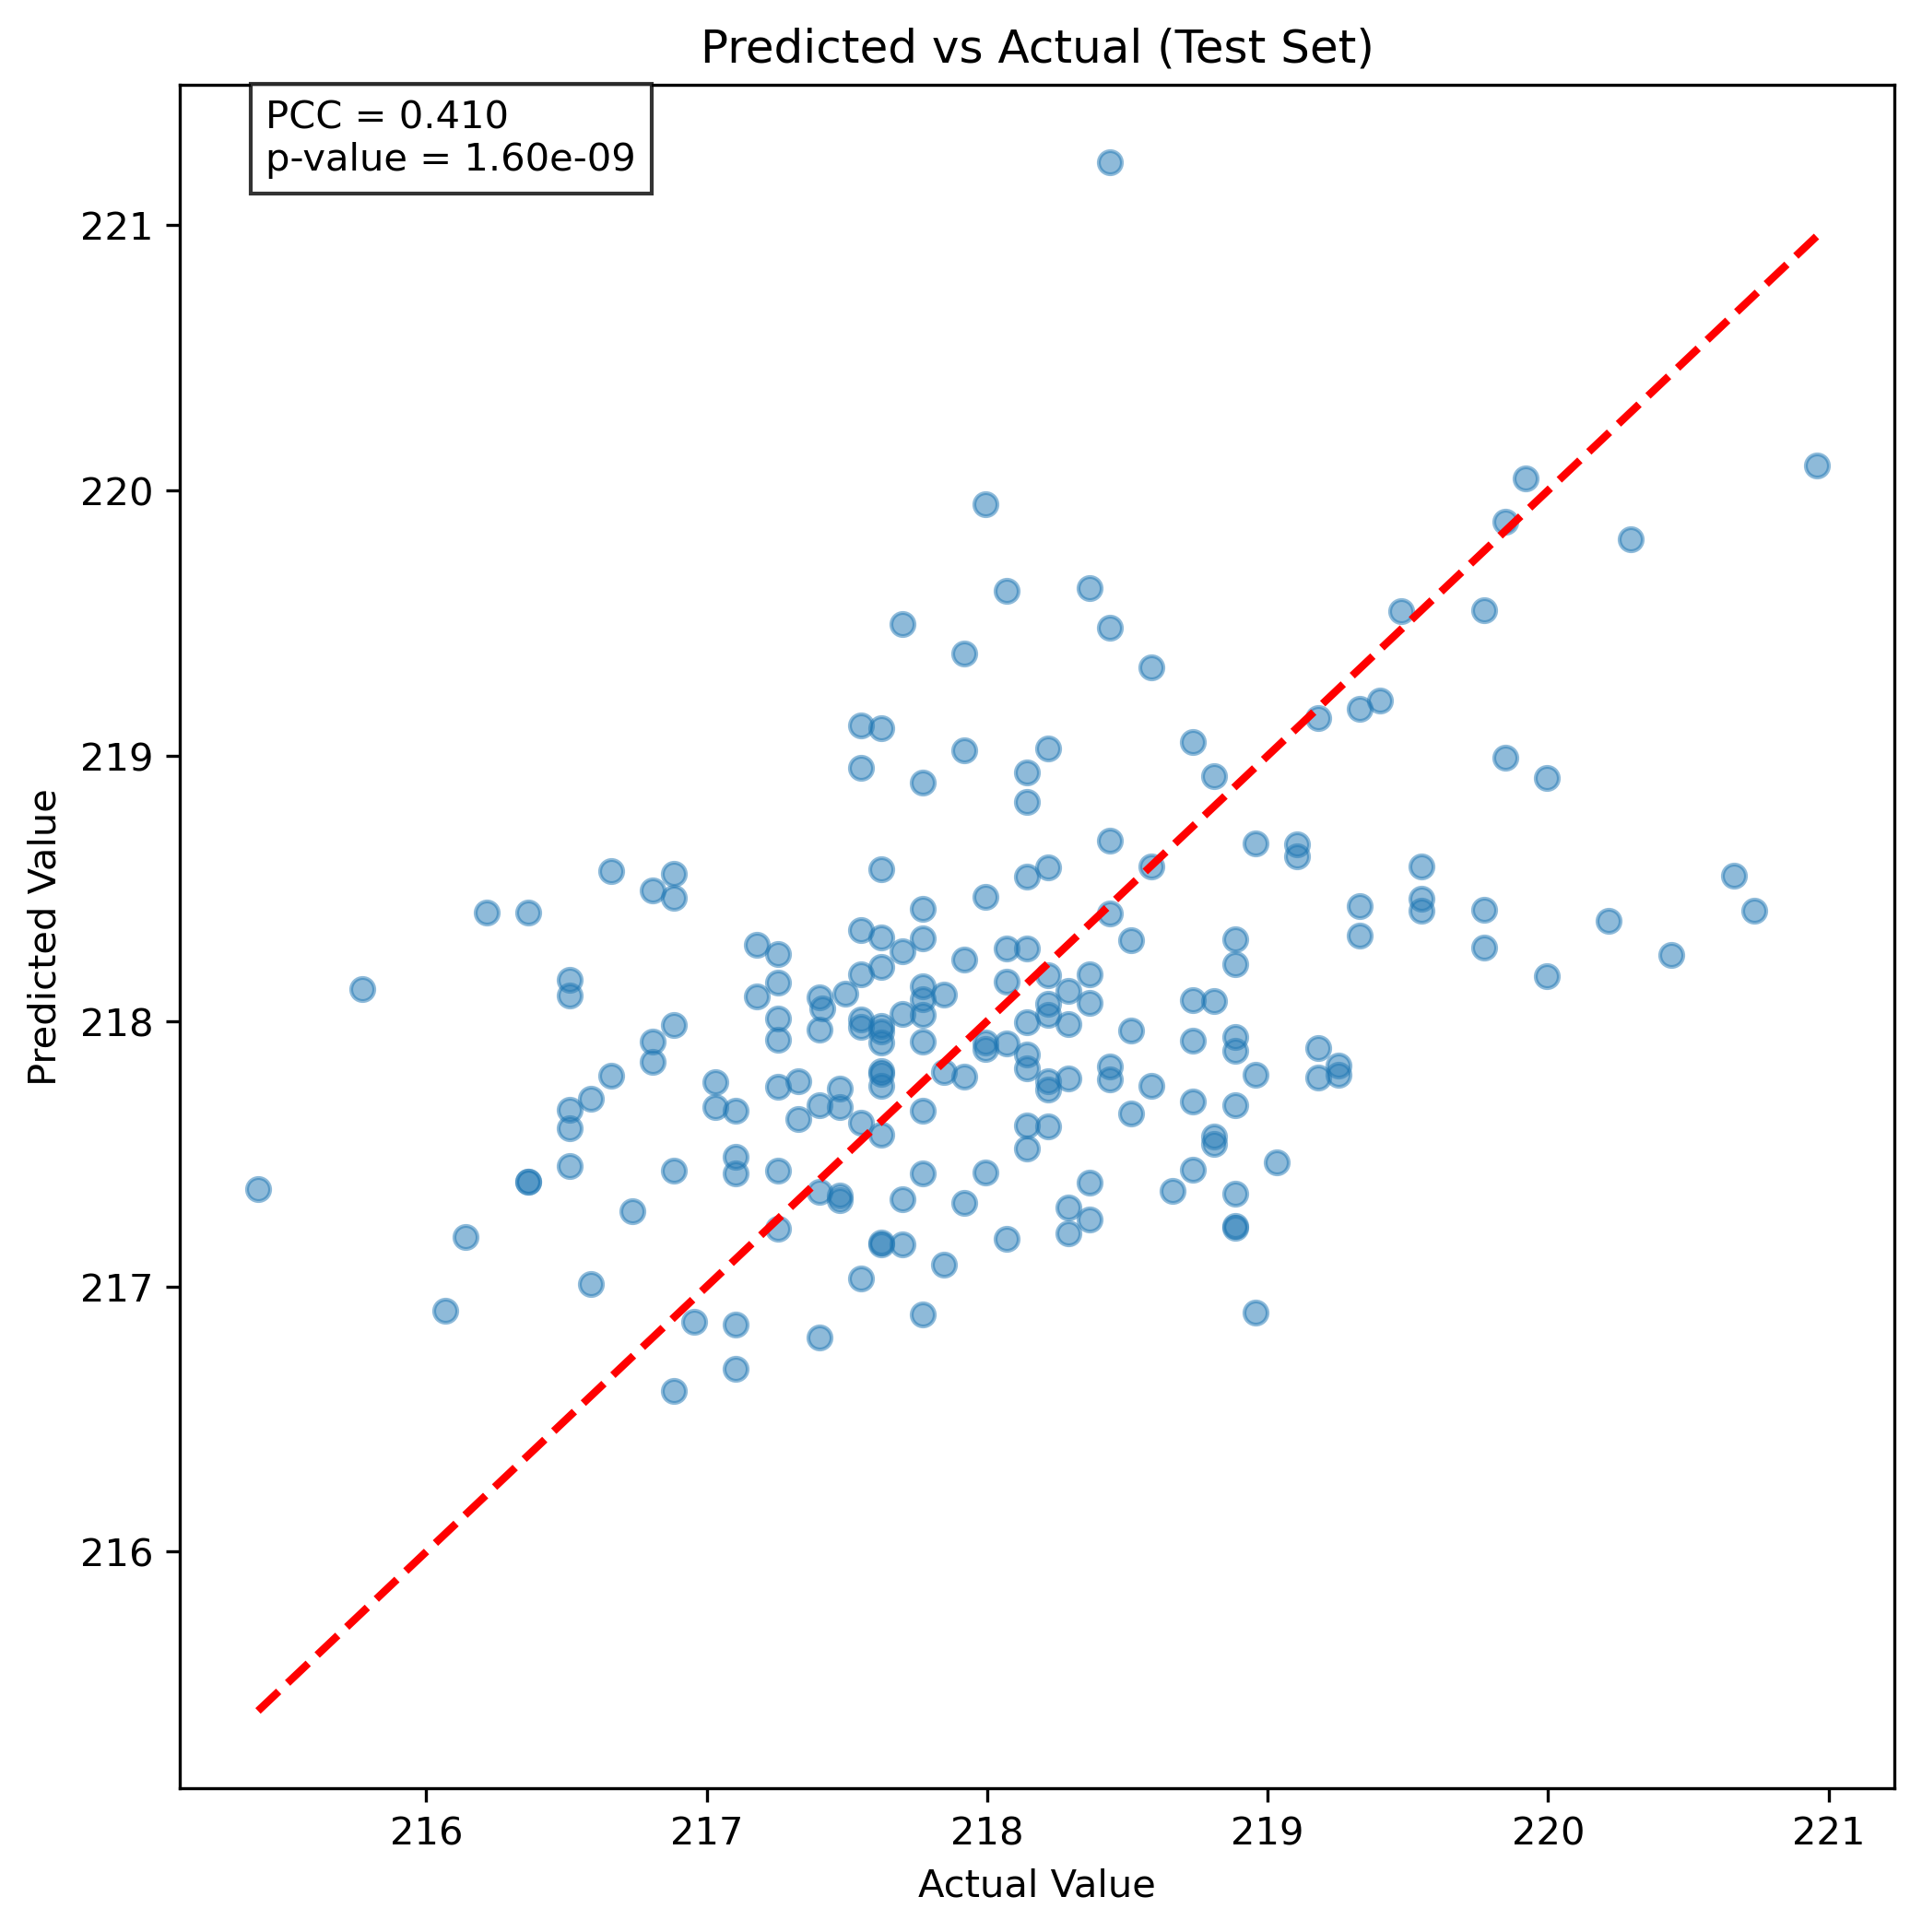 Predicted vs Actual (Test Set)
PCC = 0.410
p-value = 1.60e-09
Predicted Value
221
220
219
218
217
216
216
217
218
219
220
221
Actual Value